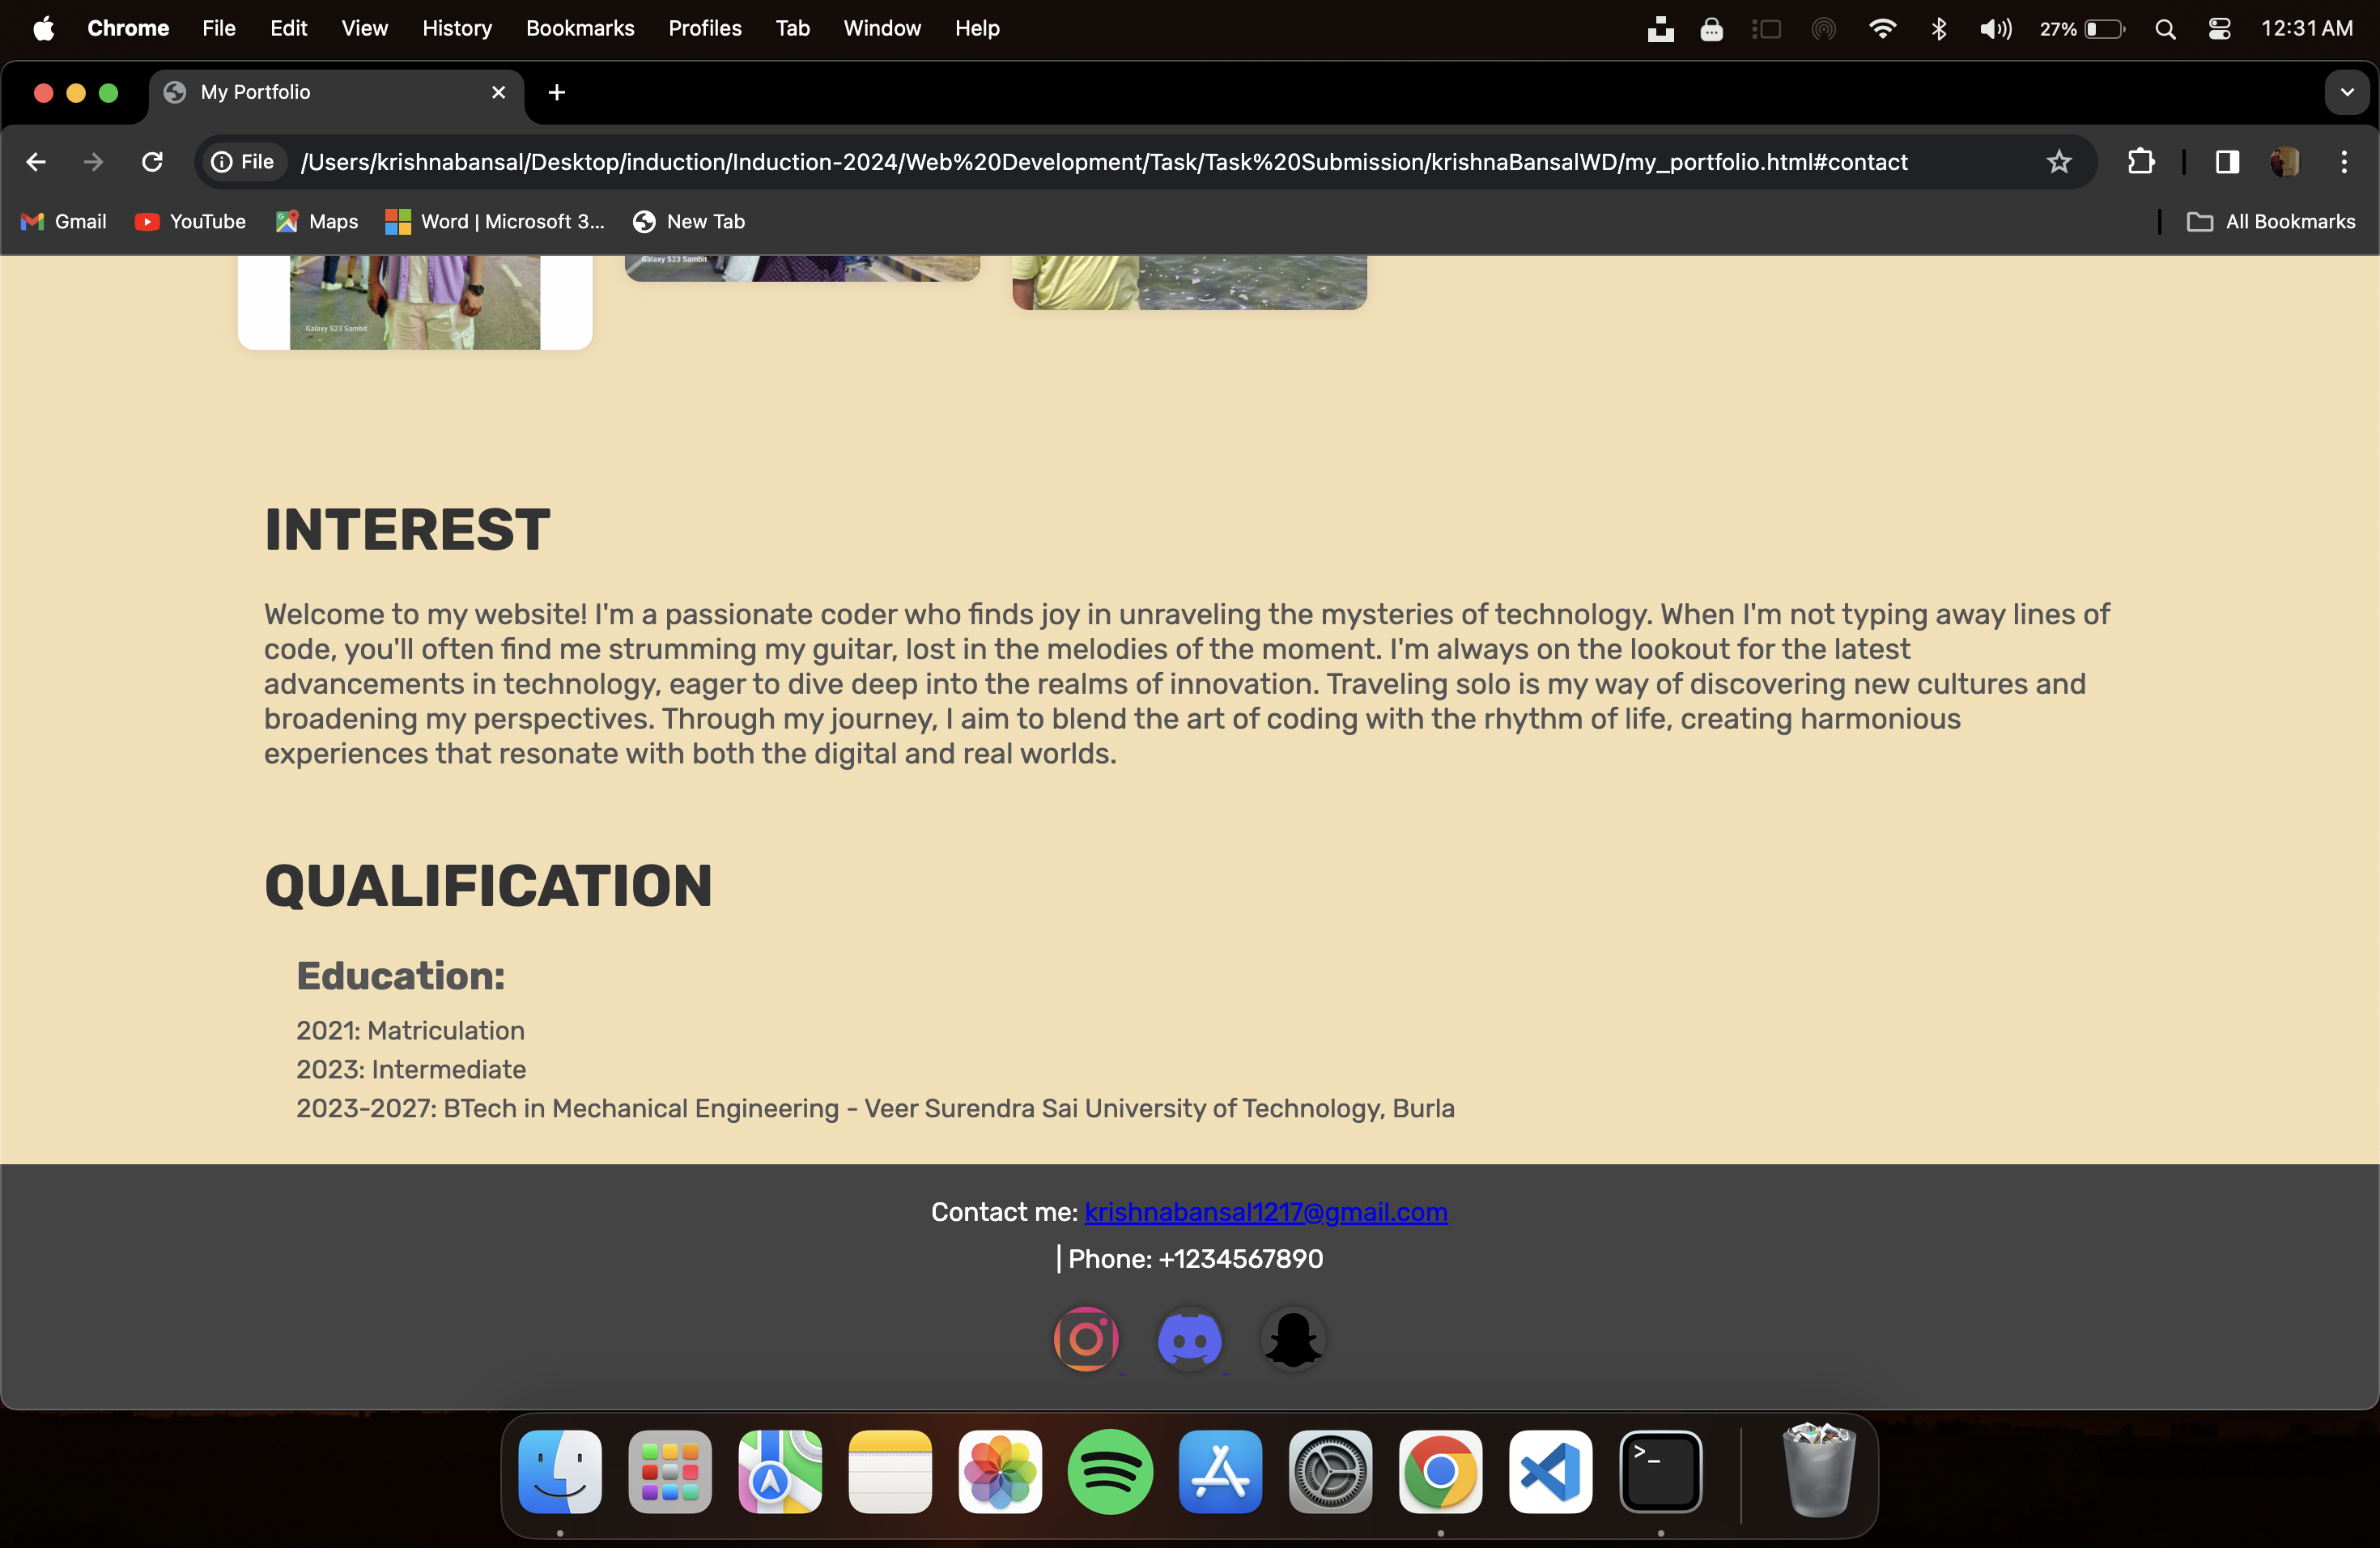 Chrome File Edit View History Bookmarks Profiles Tab Window Help 27% 12:31 AM
My Portfolio
File /Users/krishnabansal/Desktop/induction/Induction-2024/Web%20Development/Task/Task%20Submission/krishnaBansalWD/my_portfolio.html#contact
Gmail YouTube Maps Word | Microsoft 3... New Tab All Bookmarks
Galaxy S23 Sambit
Galaxy S23 Sambit
INTEREST
Welcome to my website! I'm a passionate coder who finds joy in unraveling the mysteries of technology. When I'm not typing away lines of
code, you'll often find me strumming my guitar, lost in the melodies of the moment. I'm always on the lookout for the latest
advancements in technology, eager to dive deep into the realms of innovation. Traveling solo is my way of discovering new cultures and
broadening my perspectives. Through my journey, I aim to blend the art of coding with the rhythm of life, creating harmonious
experiences that resonate with both the digital and real worlds.
QUALIFICATION
Education:
2021: Matriculation
2023: Intermediate
2023-2027: BTech in Mechanical Engineering - Veer Surendra Sai University of Technology, Burla
Contact me: krishnabansal1217@gmail.com
| Phone: +1234567890